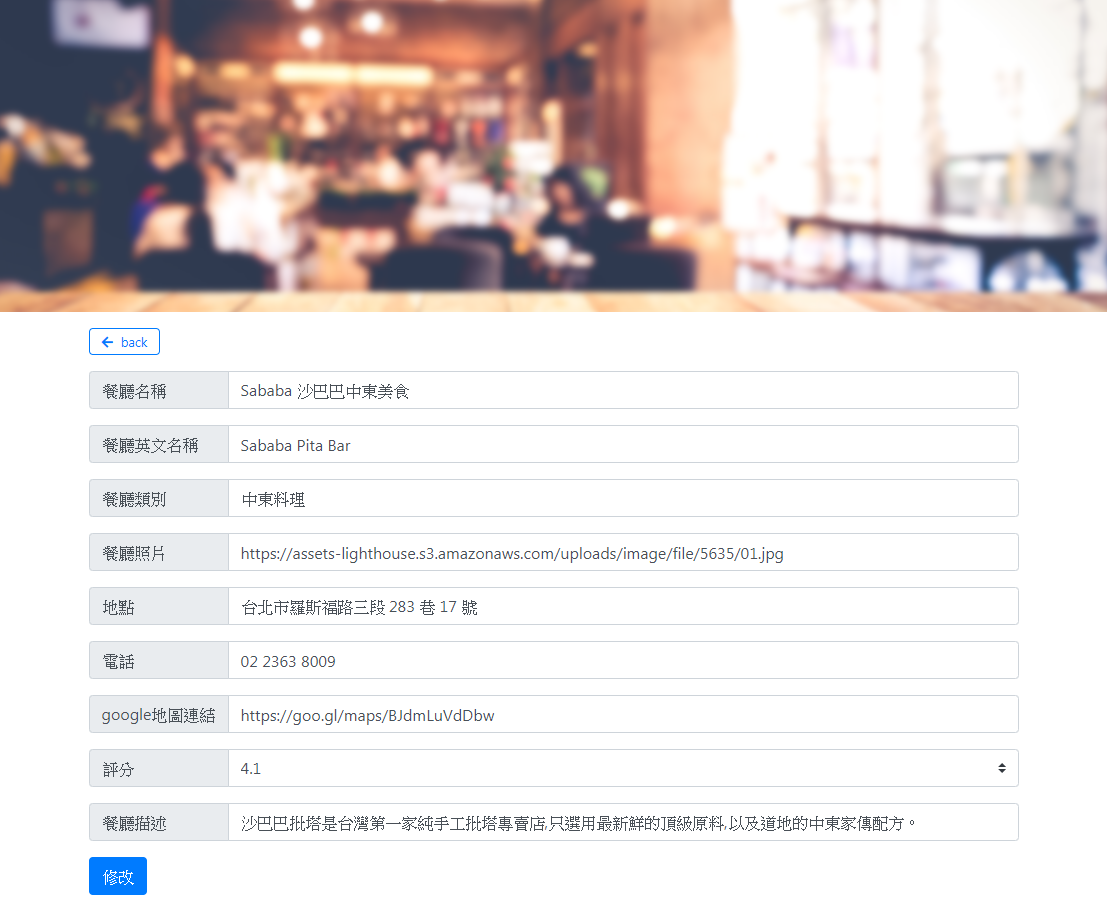 back
餐廳名稱 Sababa 沙巴巴中東美食
餐廳英文名稱 Sababa Pita Bar
餐廳類別 中東料理
餐廳照片 https://assets-lighthouse.s3.amazonaws.com/uploads/image/file/5635/01.jpg
地點 台北市羅斯福路三段 283 巷 17 號
電話 02 2363 8009
google地圖連結 https://goo.gl/maps/BJdmLuVdDbw
評分 4.1
餐廳描述 沙巴巴批塔是台灣第一家純手工批塔專賣店,只選用最新鮮的頂級原料,以及道地的中東家傳配方。
修改